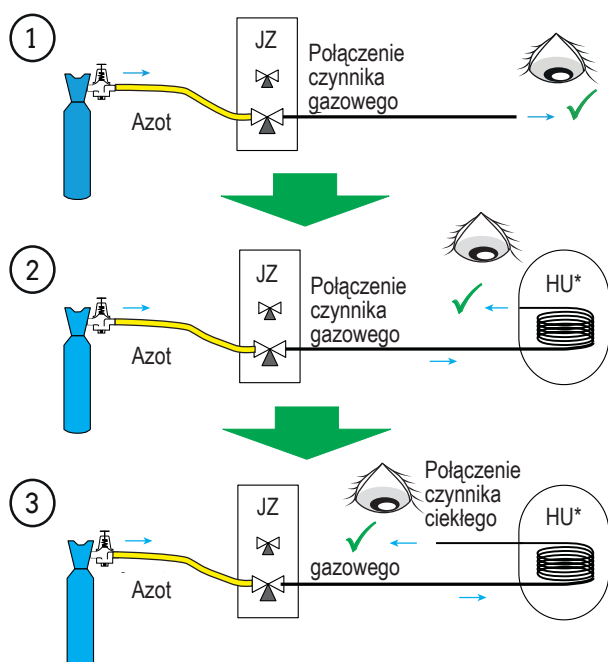 1
JZ
Połączenie
czynnika
gazowego
Azot
2
JZ
Połączenie
czynnika
gazowego
HU*
Azot
3
JZ
Połączenie
czynnika
ciekłego
HU*
gazowego
Azot